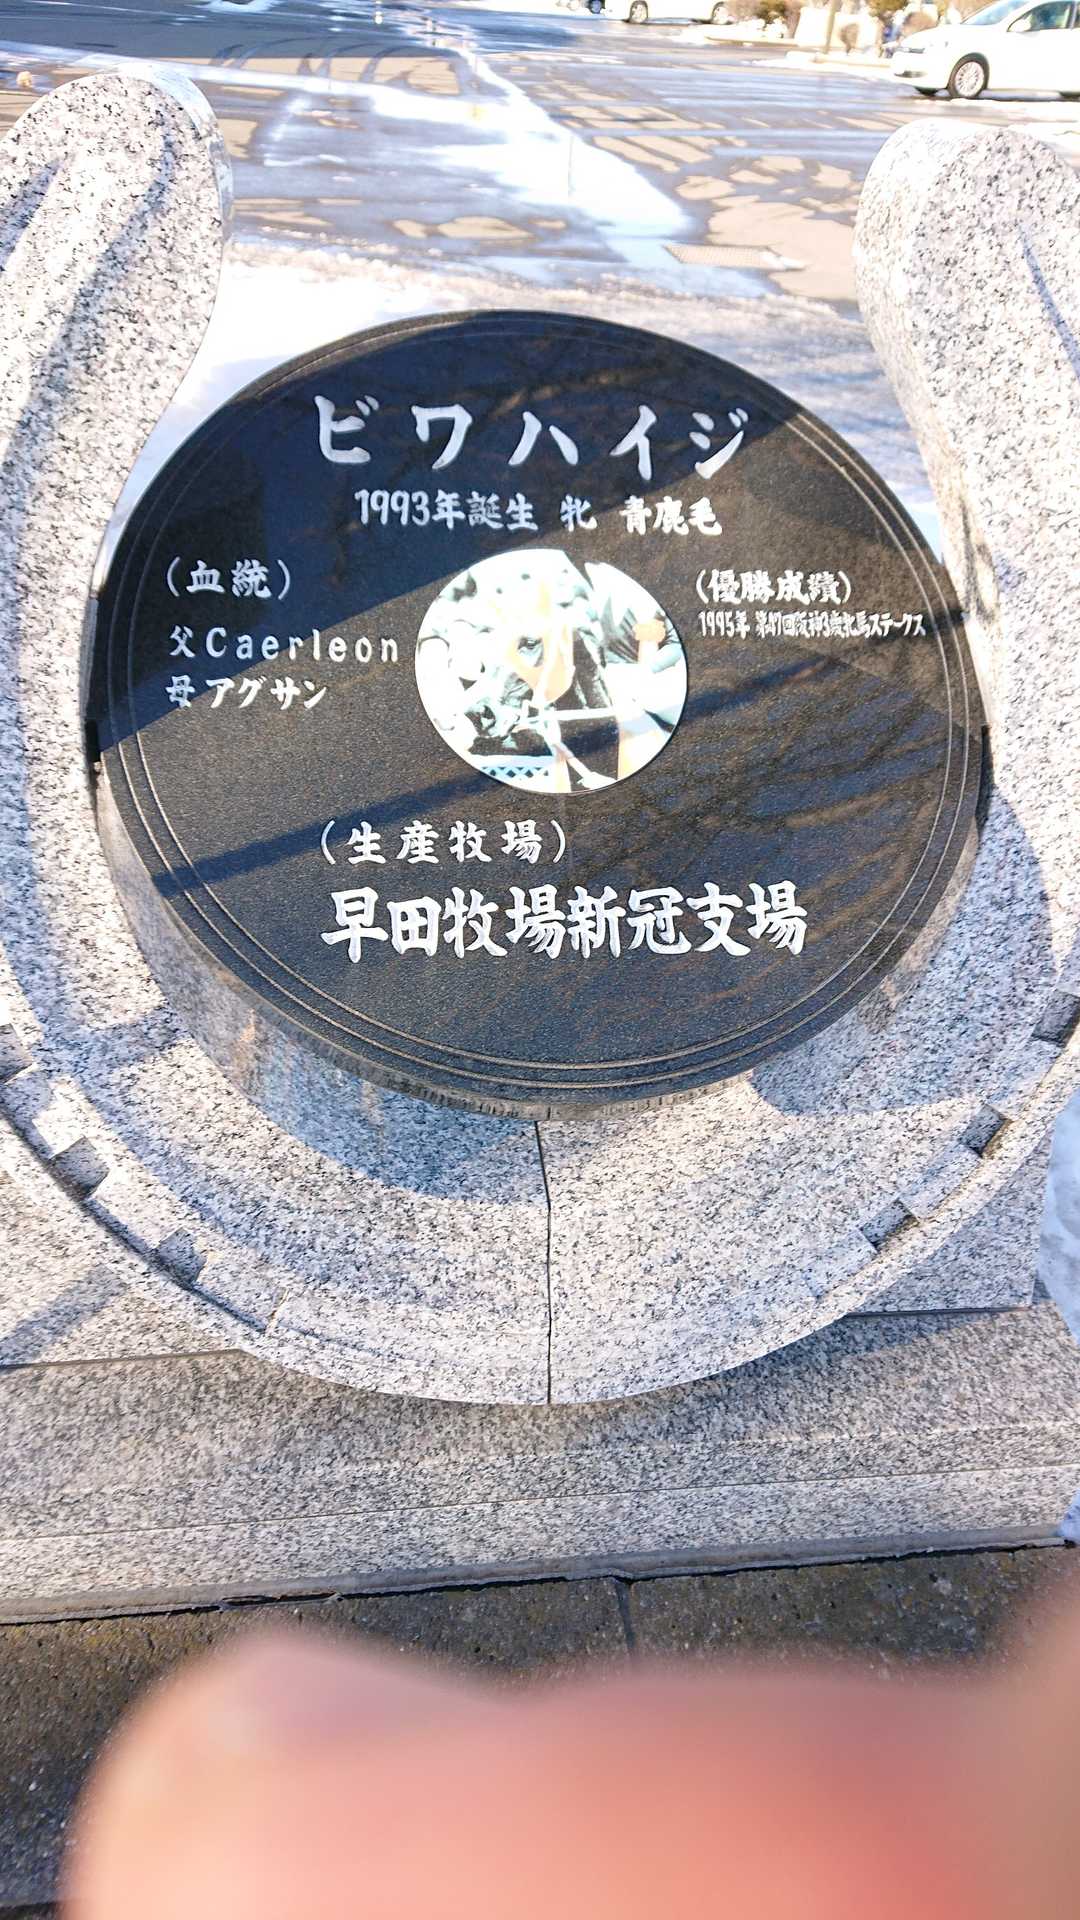 ビワハイジ
1993年誕生 牝 青鹿毛
(血統)
父Caerleon
母アグサン
(優勝成績)
1995年 第47回阪神3歳牝馬ステークス
(生産牧場)
早田牧場新冠支場